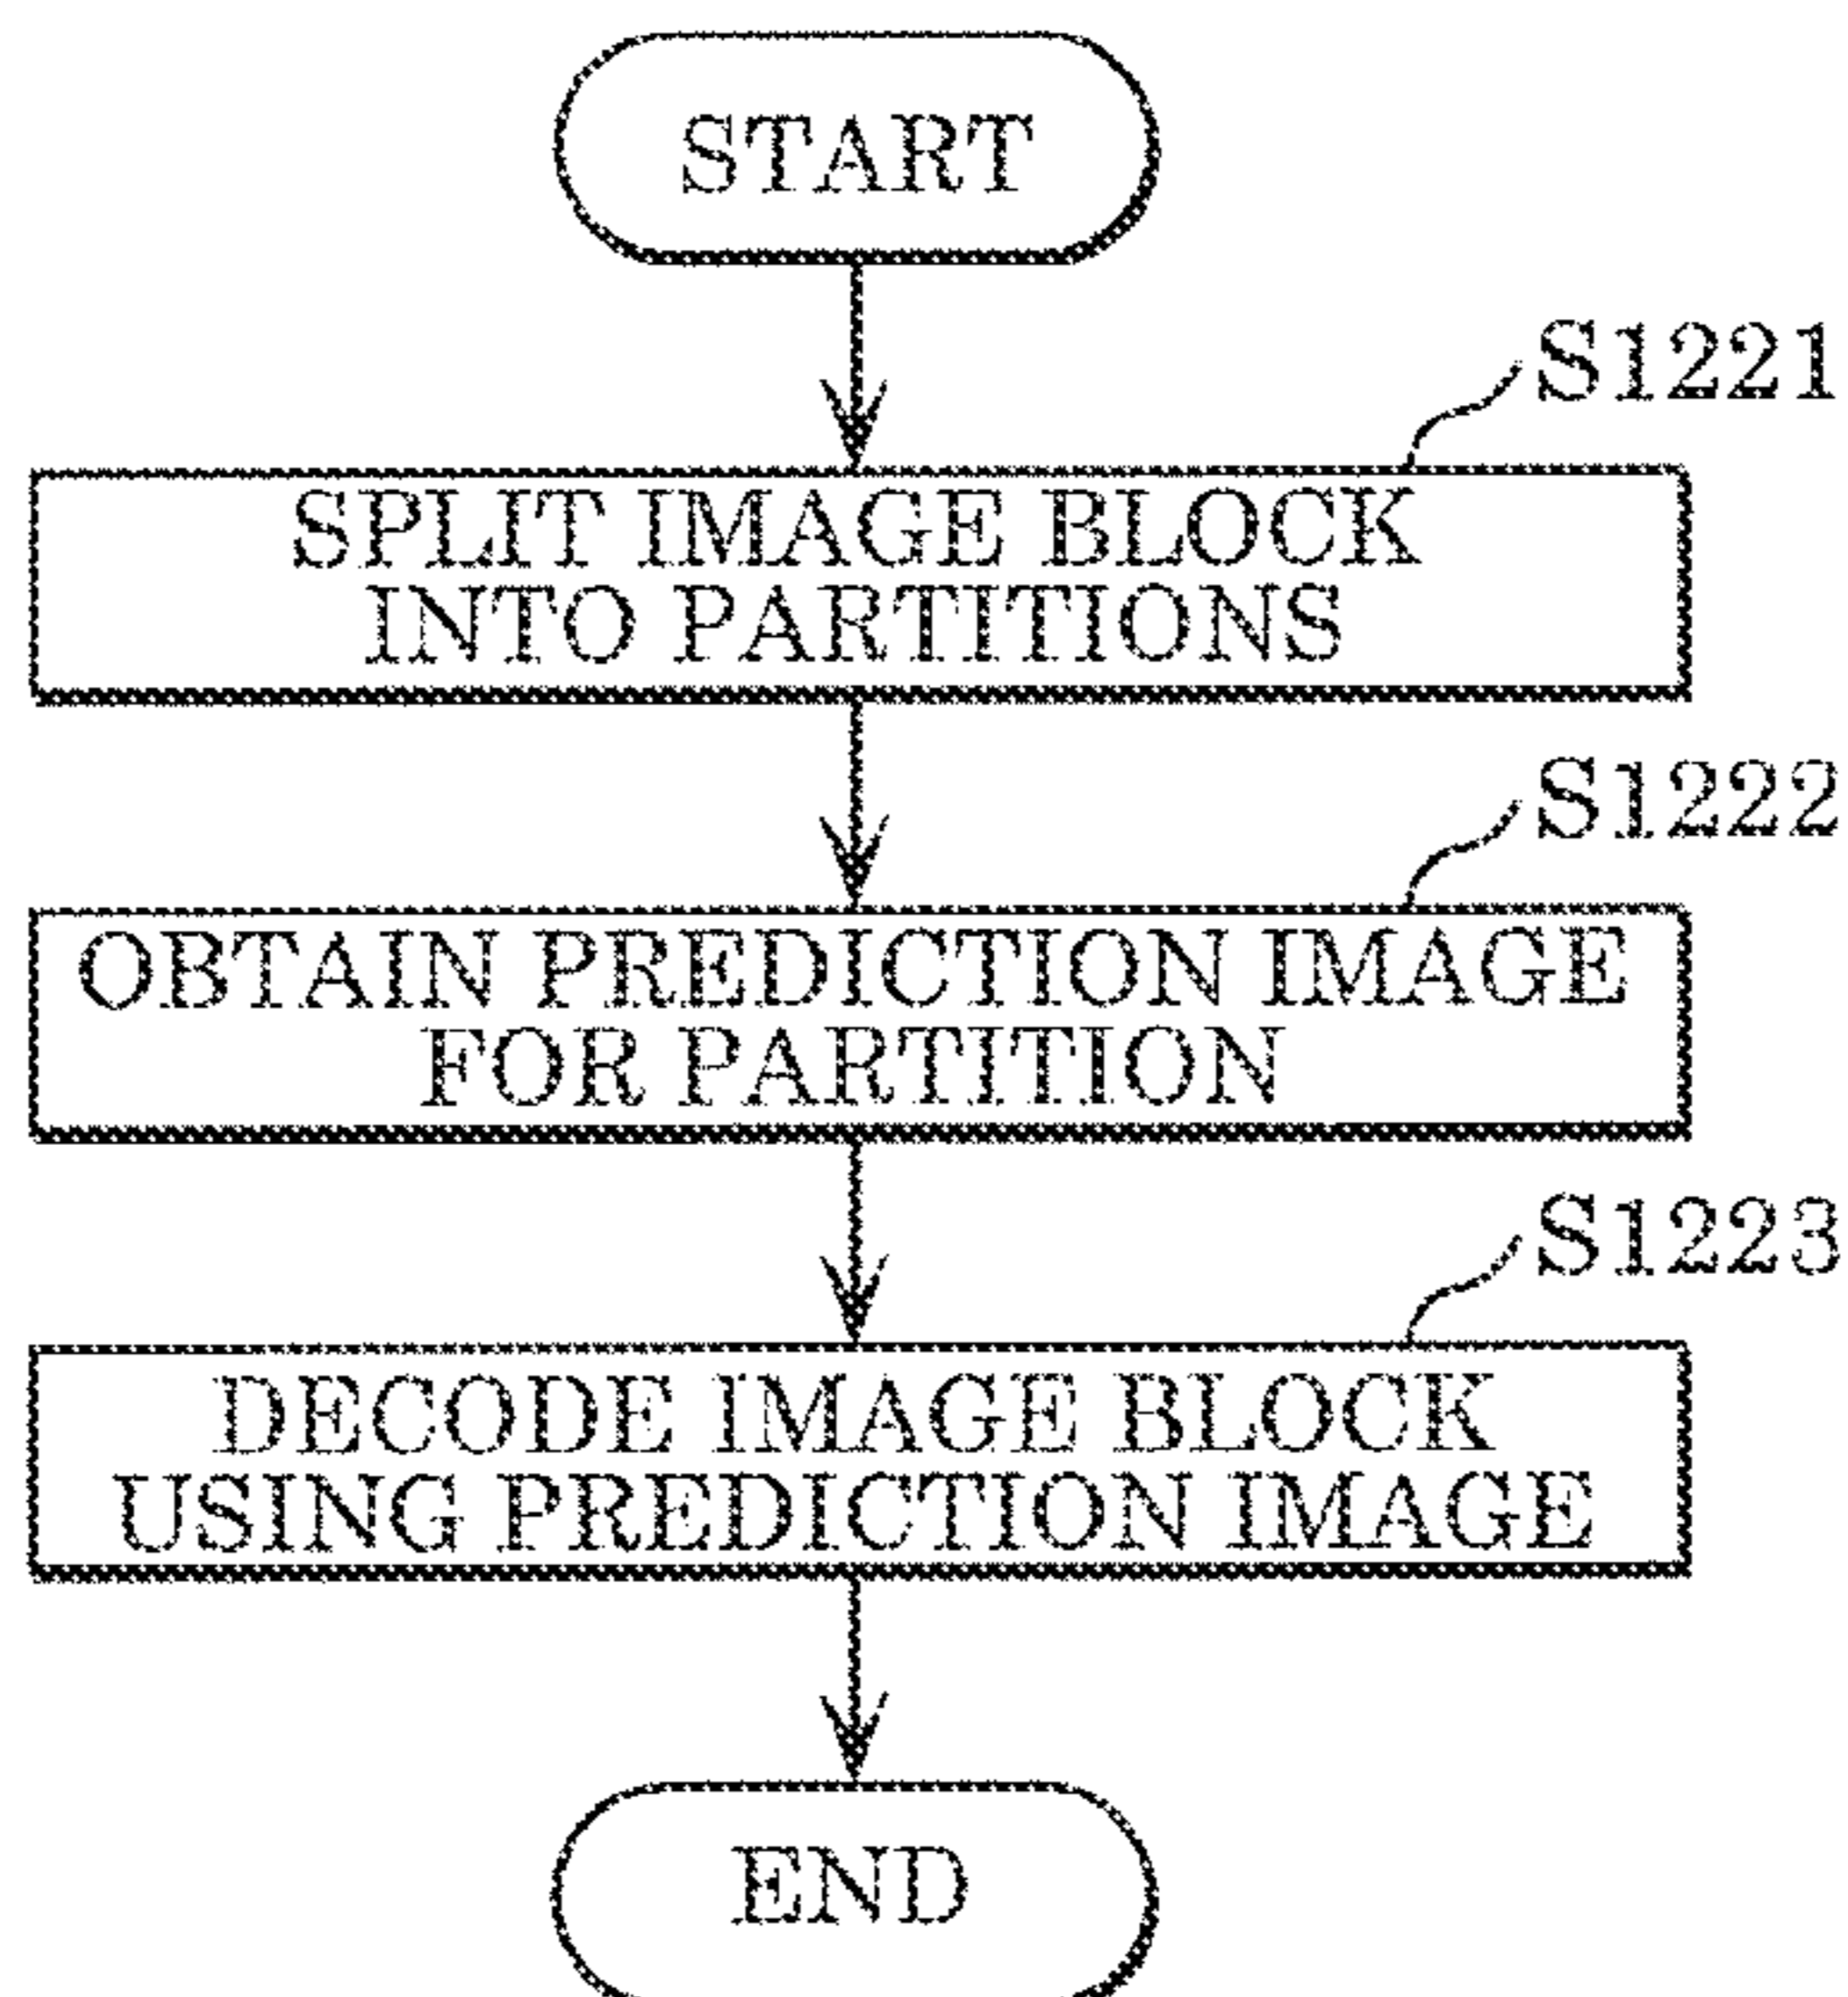 START
S1221
SPLIT IMAGE BLOCK
INTO PARTITIONS
S1222
OBTAIN PREDICTION IMAGE
FOR PARTITION
S1223
DECODE IMAGE BLOCK
USING PREDICTION IMAGE
END